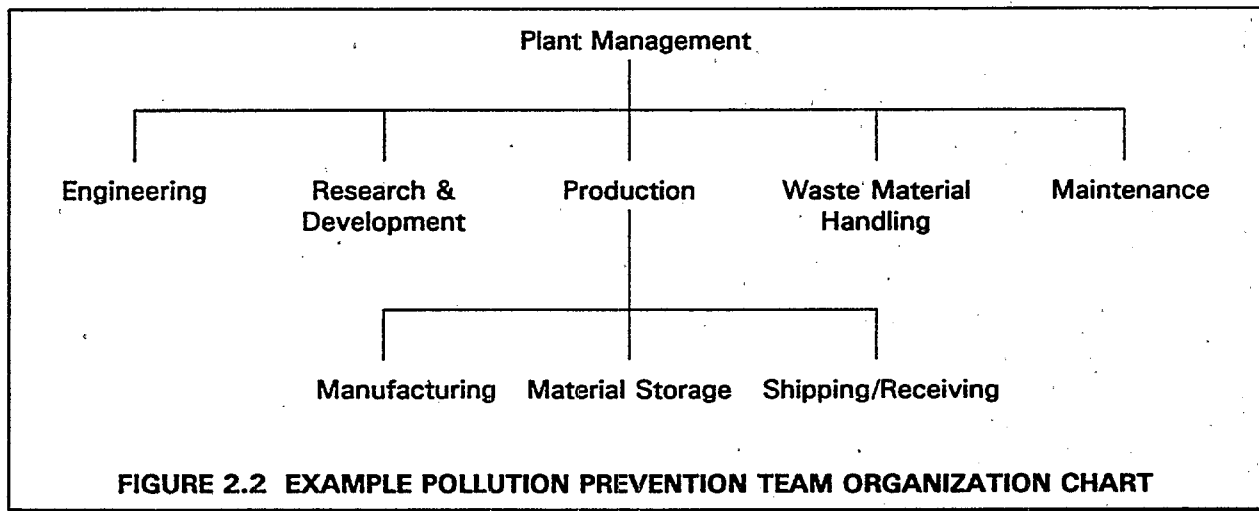 Plant Management
Engineering
Research &
Development
Production
Waste Material
Handling
Maintenance
Manufacturing
Material Storage
Shipping/Receiving
FIGURE 2.2 EXAMPLE POLLUTION PREVENTION TEAM ORGANIZATION CHART